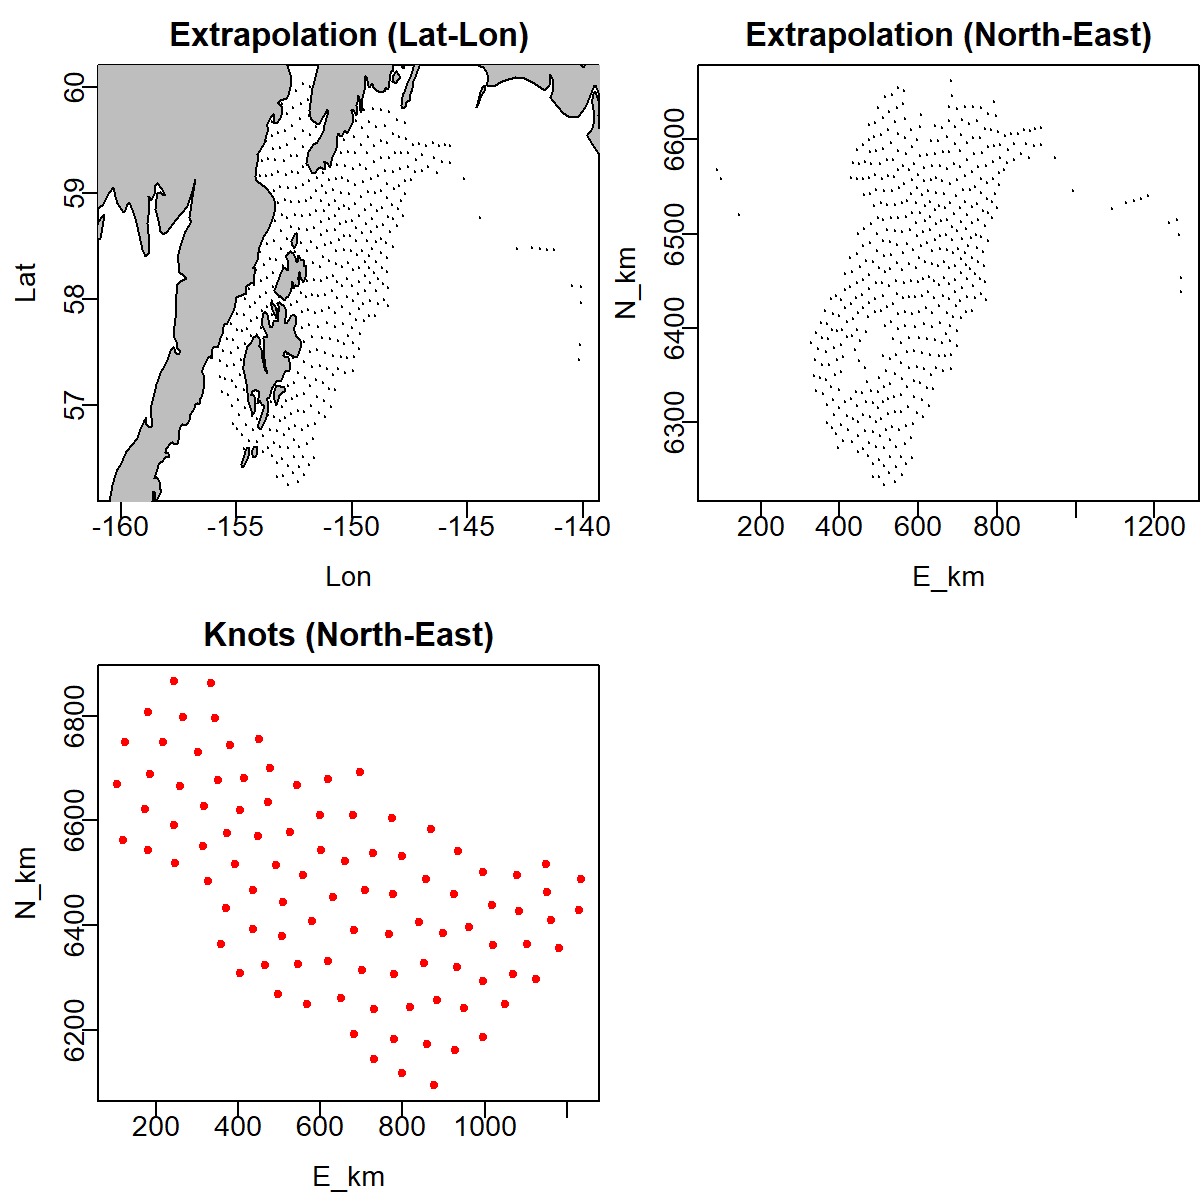 Extrapolation (Lat-Lon)
Lat
60
59
58
57
-160 -155 -150 -145 -140
Lon
Extrapolation (North-East)
N_km
6600
6500
6400
6300
200 400 600 800 1200
E_km
Knots (North-East)
N_km
6800
6600
6400
6200
200 400 600 800 1000
E_km